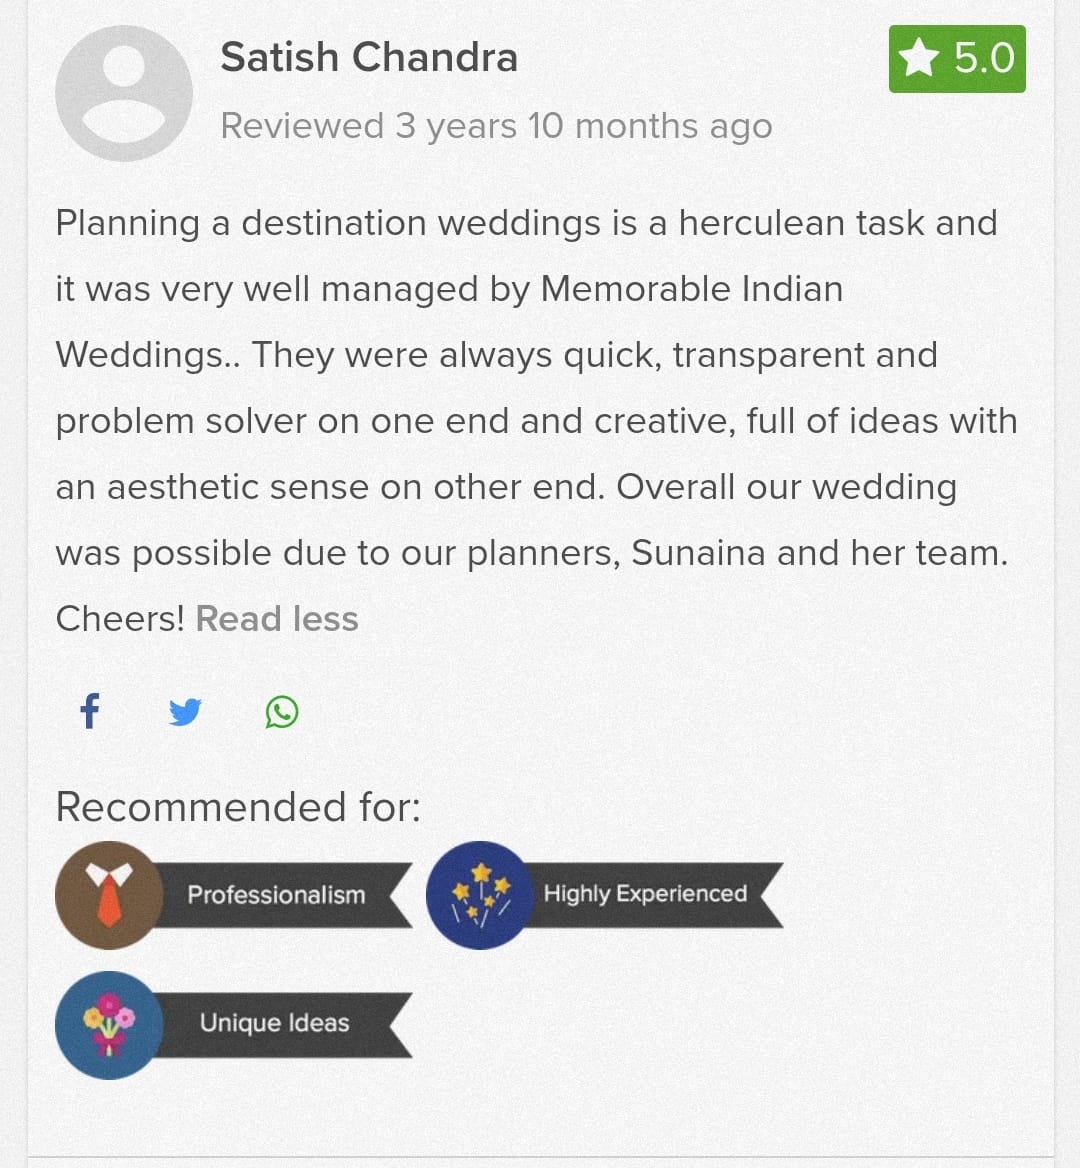 Satish Chandra
5.0
Reviewed 3 years 10 months ago
Planning a destination weddings is a herculean task and
it was very well managed by Memorable Indian
Weddings.. They were always quick, transparent and
problem solver on one end and creative, full of ideas with
an aesthetic sense on other end. Overall our wedding
was possible due to our planners, Sunaina and her team.
Cheers! Read less
Recommended for:
Professionalism
Highly Experienced
Unique Ideas